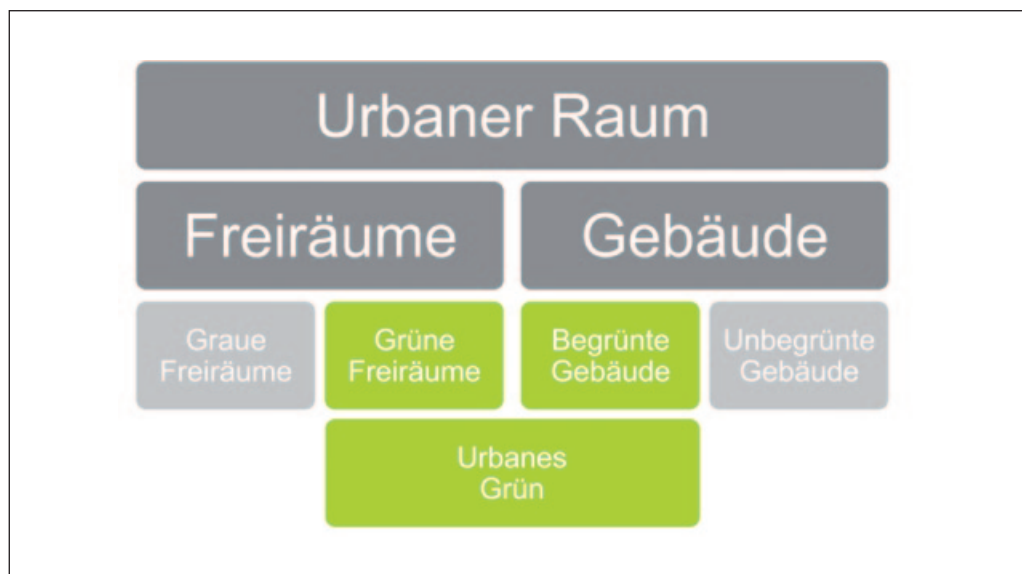 Urbaner Raum
Freiräume
Gebäude
Graue
Freiräume
Grüne
Freiräume
Begrünte
Gebäude
Unbegrünte
Gebäude
Urbanes
Grün